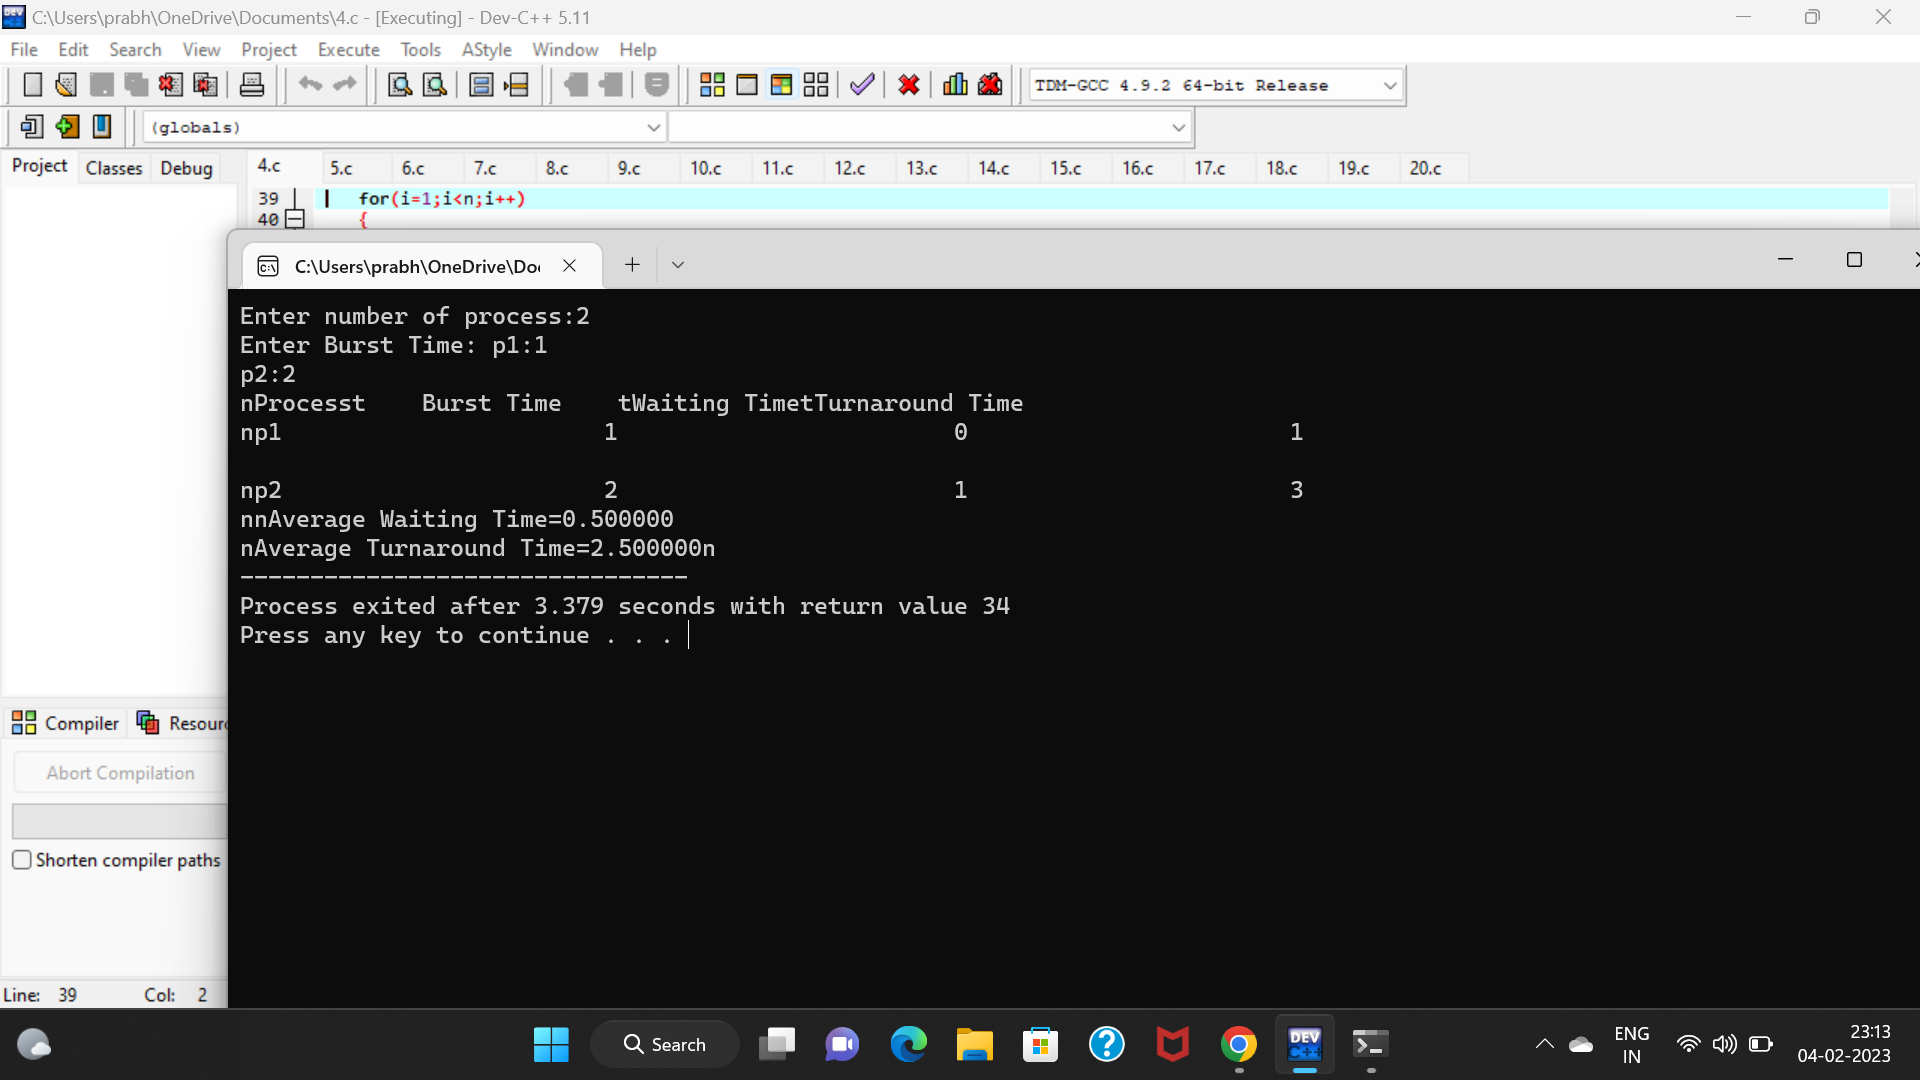 C:\Users\prabh\OneDrive\Documents\4.c - [Executing] - Dev-C++ 5.11
File Edit Search View Project Execute Tools AStyle Window Help
TDM-GCC 4.9.2 64-bit Release
(globals)
Project Classes Debug 4.c 5.c 6.c 7.c 8.c 9.c 10.c 11.c 12.c 13.c 14.c 15.c 16.c 17.c 18.c 19.c 20.c
39 for(i=1;i<n;i++)
40 {
C:\Users\prabh\OneDrive\Do
Enter number of process:2
Enter Burst Time: p1:1
p2:2
nProcesst Burst Time tWaiting TimetTurnaround Time
np1 1 0 1
np2 2 1 3
nnAverage Waiting Time=0.500000
nAverage Turnaround Time=2.500000n
--------------------------------
Process exited after 3.379 seconds with return value 34
Press any key to continue . . .
Compiler Resour
Abort Compilation
Shorten compiler paths
Line: 39 Col: 2
Search
DEV
C++
ENG
IN
23:13
04-02-2023